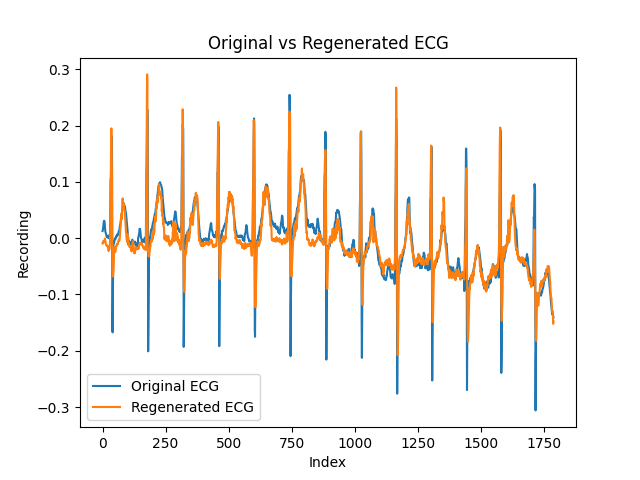 Original vs Regenerated ECG
0.3
0.2
0.1
0.0
−0.1
−0.2
−0.3
Recording
Original ECG
Regenerated ECG
0 250 500 750 1000 1250 1500 1750
Index